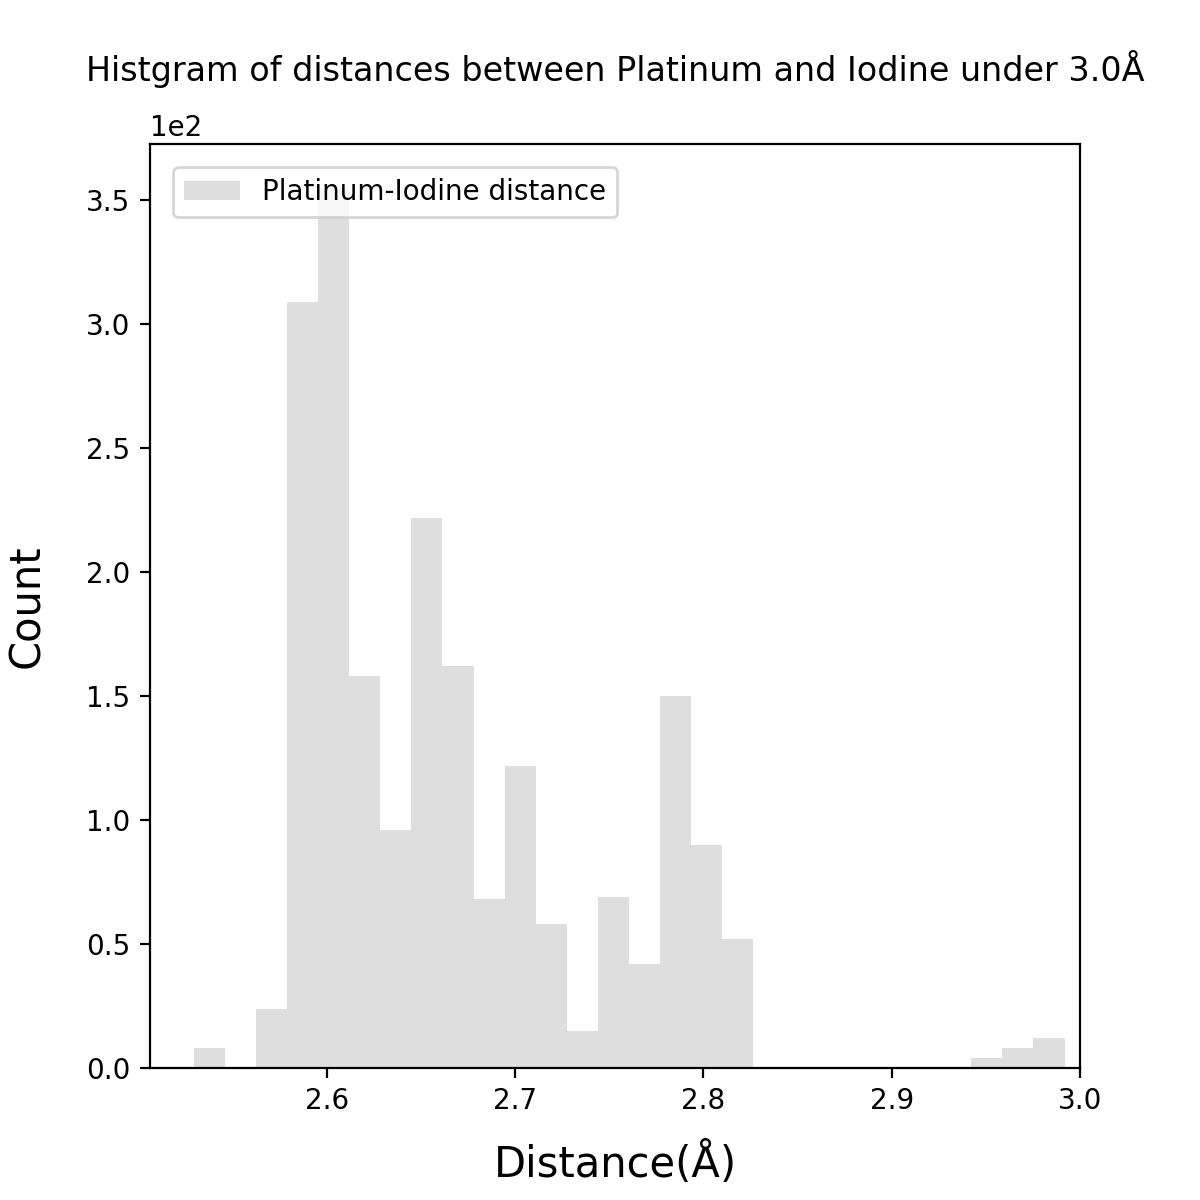 Histgram of distances between Platinum and Iodine under 3.0Å
1e2
Platinum-Iodine distance
3.5
3.0
2.5
2.0
1.5
1.0
0.5
0.0
Count
2.6 2.7 2.8 2.9 3.0
Distance(Å)